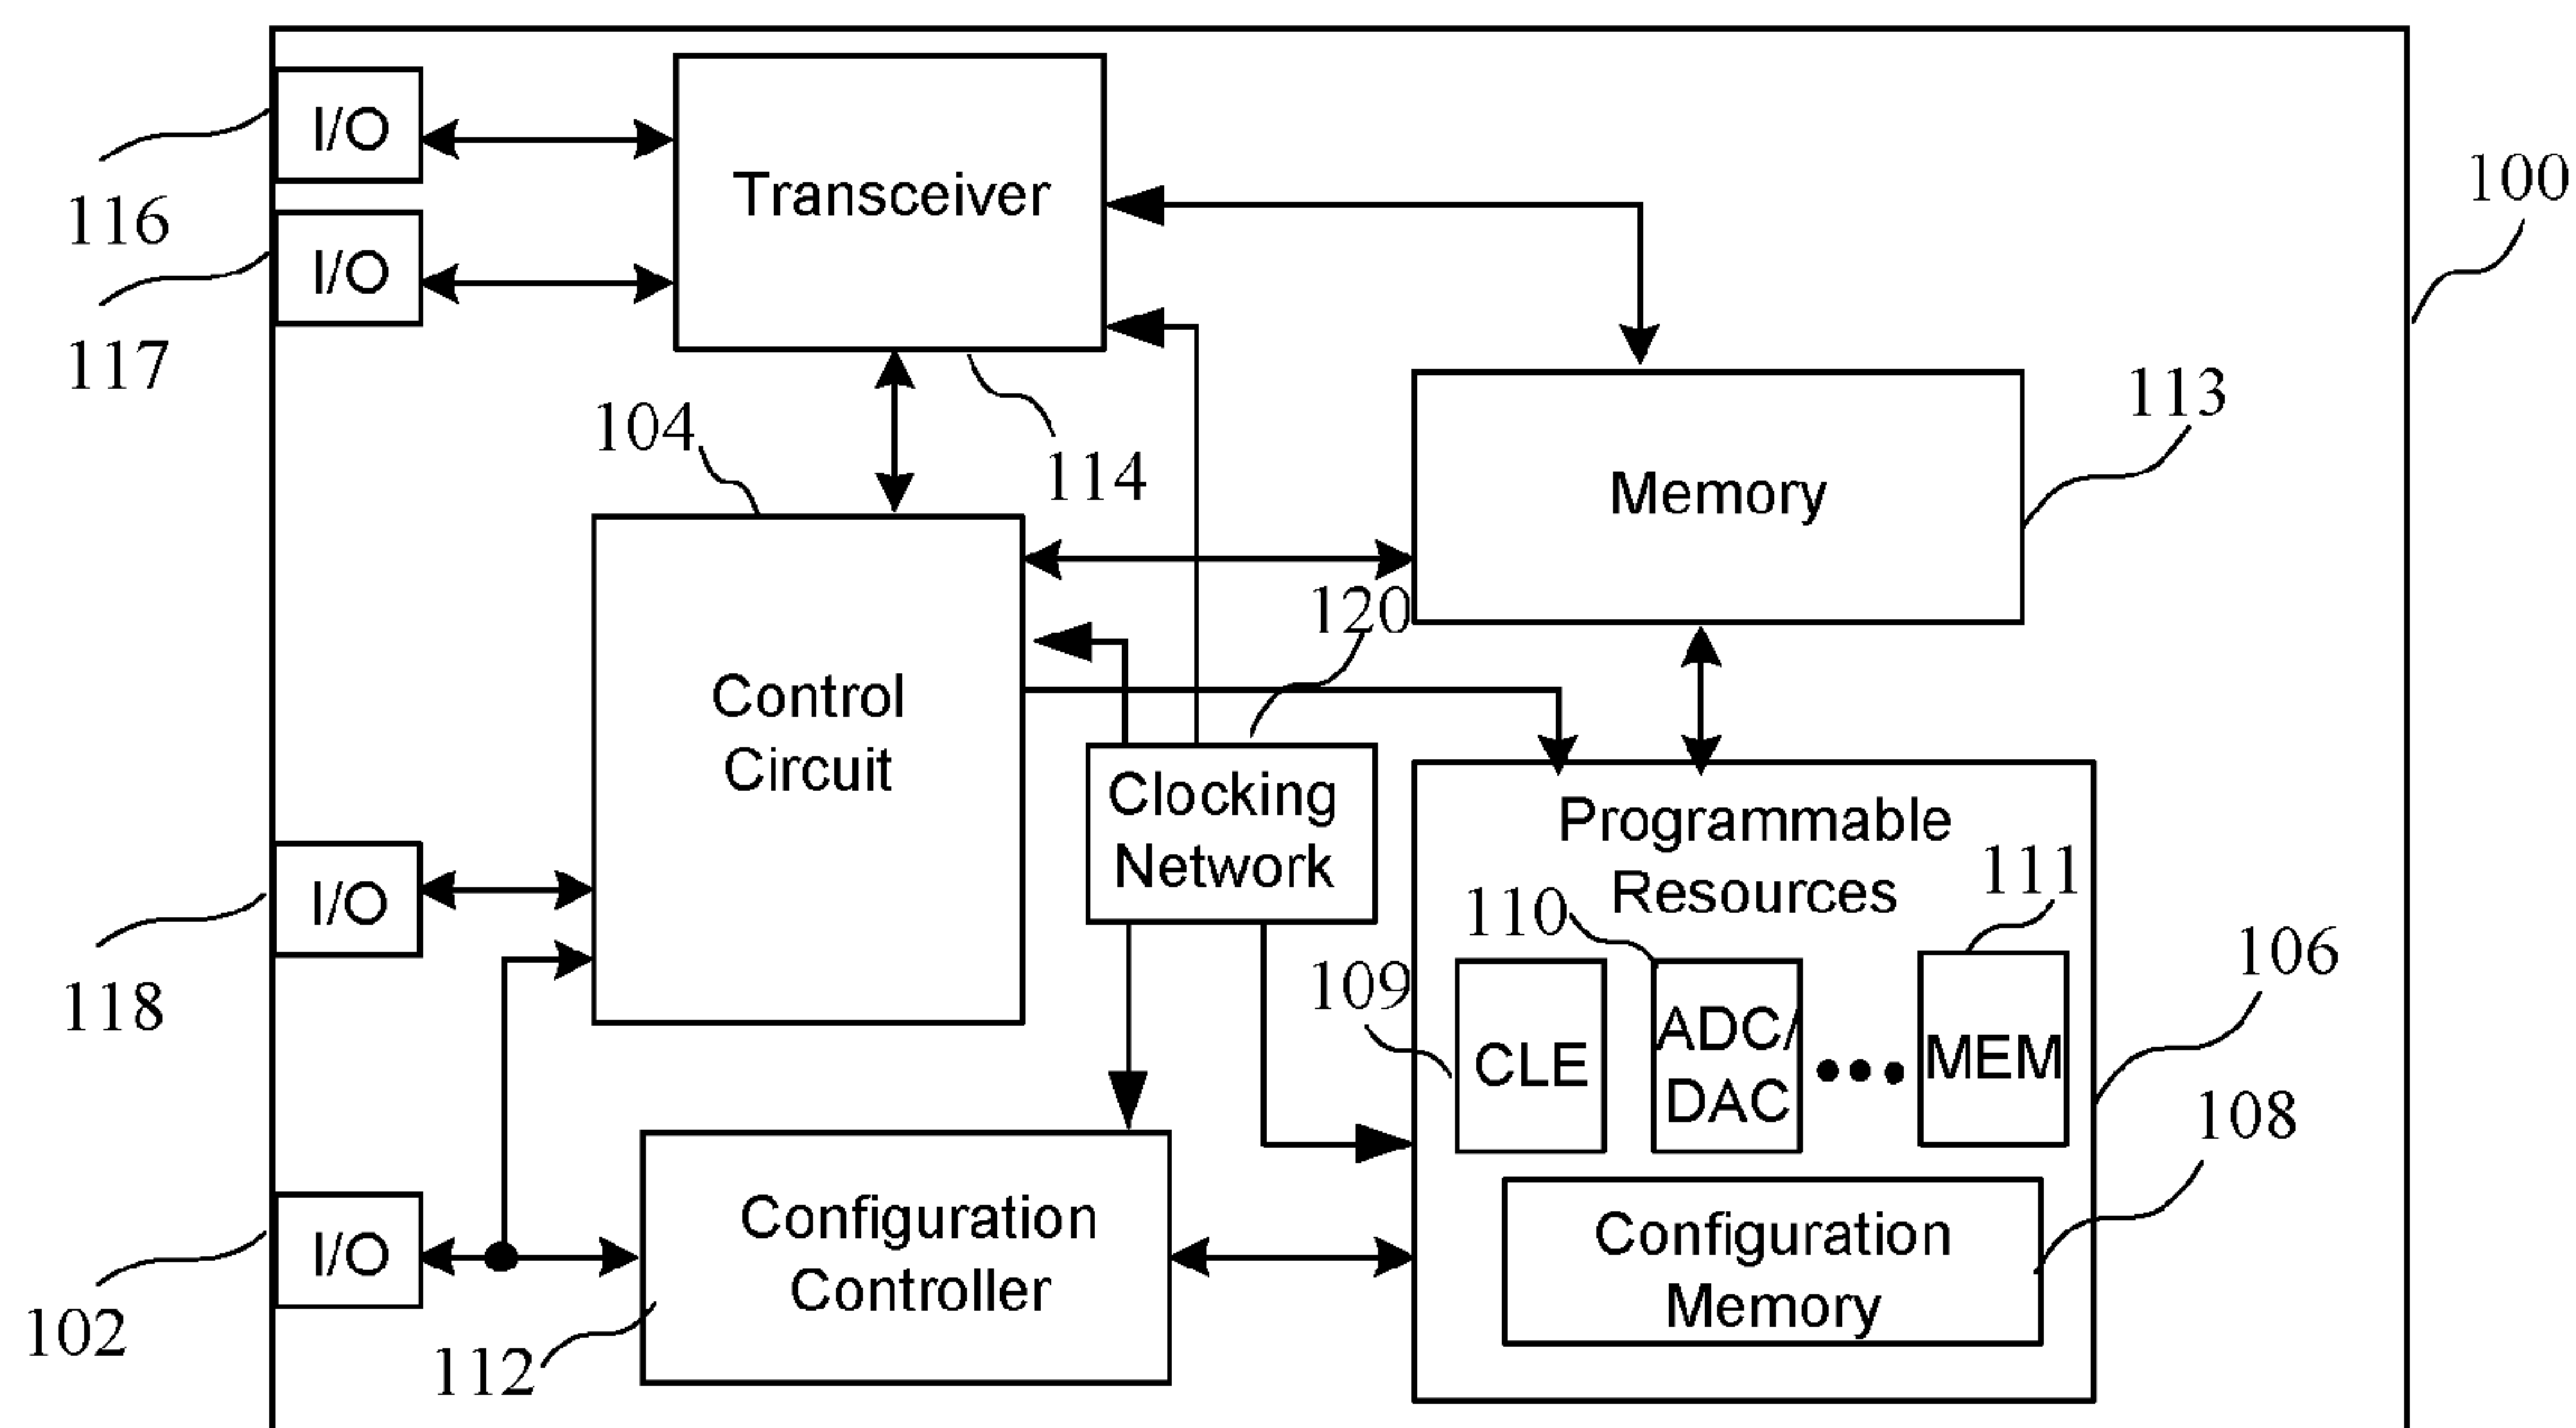 I/O
Transceiver
100
116
I/O
117
113
104
114
Memory
120
Control
Circuit
Clocking
Network
Programmable
Resources
111
110
I/O
118
109
106
CLE
ADC/
DAC
MEM
108
Configuration
Controller
Configuration
Memory
I/O
102
112